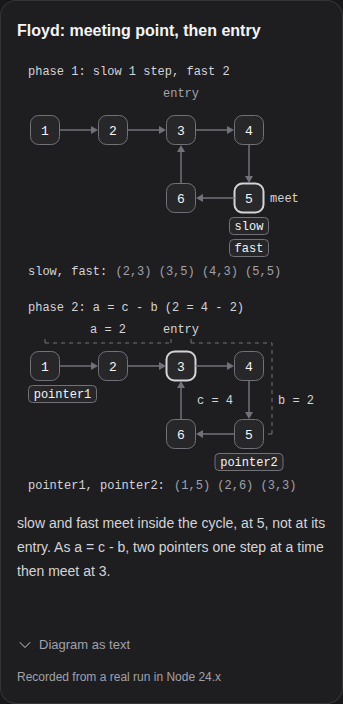 Floyd: meeting point, then entry
phase 1: slow 1 step, fast 2
entry
1 2 3 4
6 5 meet
slow
fast
slow, fast: (2,3) (3,5) (4,3) (5,5)
phase 2: a = c - b (2 = 4 - 2)
a = 2 entry
1 2 3 4
pointer1 c = 4 b = 2
6 5
pointer2
pointer1, pointer2: (1,5) (2,6) (3,3)
slow and fast meet inside the cycle, at 5, not at its
entry. As a = c - b, two pointers one step at a time
then meet at 3.
Diagram as text
Recorded from a real run in Node 24.x